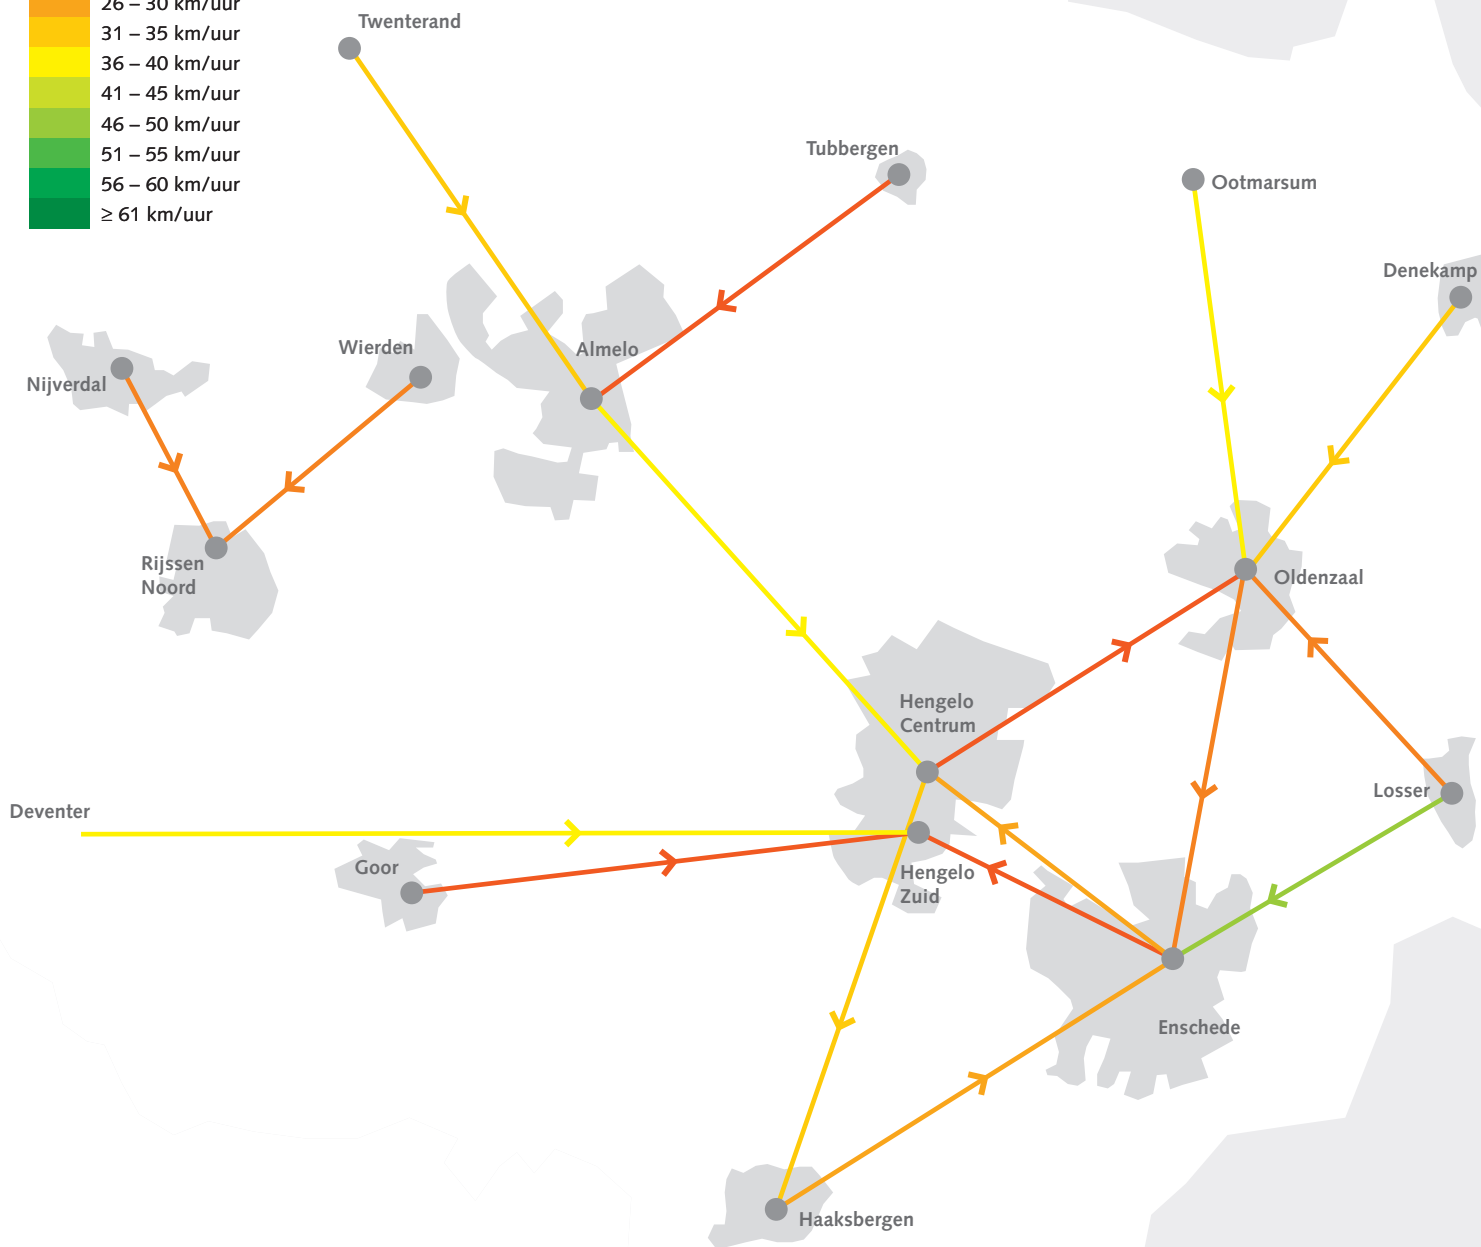 26 – 30 km/uur
31 – 35 km/uur
36 – 40 km/uur
41 – 45 km/uur
46 – 50 km/uur
51 – 55 km/uur
56 – 60 km/uur
≥ 61 km/uur
Twenterand
Tubbergen
Ootmarsum
Denekamp
Wierden
Almelo
Nijverdal
Rijssen
Noord
Oldenzaal
Hengelo
Centrum
Losser
Deventer
Goor
Hengelo
Zuid
Enschede
Haaksbergen